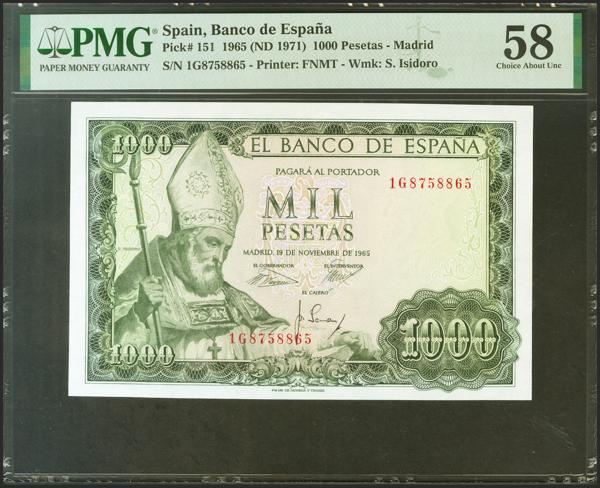 PMG
PAPER MONEY GUARANTY
Spain, Banco de España
Pick# 151 1965 (ND 1971) 1000 Pesetas - Madrid
S/N 1G8758865 - Printer: FNMT - Wmk: S. Isidoro
58
Choice About Unc
1000
EL BANCO DE ESPAÑA
PAGARÁ AL PORTADOR
1G8758865
MIL
PESETAS
MADRID, 19 DE NOVIEMBRE DE 1965
EL GOBERNADOR
EL INTERVENTOR
EL CAJERO
1G8758865
1000
1000